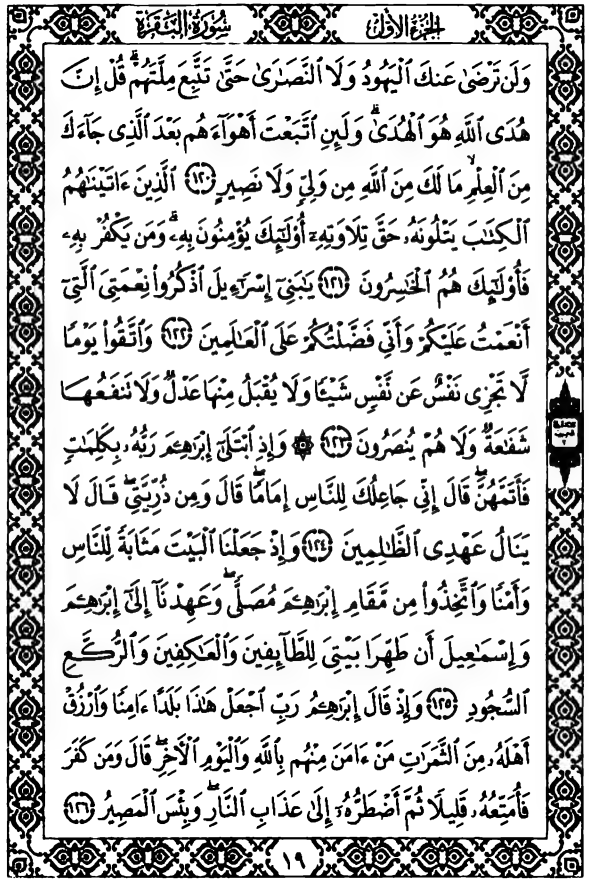 الجزء الأول
سورة البقرة
وَلَن تَرْضَىٰ عَنكَ ٱلْيَهُودُ وَلَا ٱلنَّصَٰرَىٰ حَتَّىٰ تَتَّبِعَ مِلَّتَهُمْ ۗ قُلْ إِنَّ
هُدَى ٱللَّهِ هُوَ ٱلْهُدَىٰ ۗ وَلَئِنِ ٱتَّبَعْتَ أَهْوَآءَهُم بَعْدَ ٱلَّذِى جَآءَكَ
مِنَ ٱلْعِلْمِ ۙ مَا لَكَ مِنَ ٱللَّهِ مِن وَلِىٍّ وَلَا نَصِيرٍ ١٢٠ ٱلَّذِينَ ءَاتَيْنَٰهُمُ
ٱلْكِتَٰبَ يَتْلُونَهُۥ حَقَّ تِلَاوَتِهِۦٓ أُو۟لَٰٓئِكَ يُؤْمِنُونَ بِهِۦ ۗ وَمَن يَكْفُرْ بِهِۦ
فَأُو۟لَٰٓئِكَ هُمُ ٱلْخَٰسِرُونَ ١٢١ يَٰبَنِىٓ إِسْرَٰٓءِيلَ ٱذْكُرُوا۟ نِعْمَتِىَ ٱلَّتِىٓ
أَنْعَمْتُ عَلَيْكُمْ وَأَنِّى فَضَّلْتُكُمْ عَلَى ٱلْعَٰلَمِينَ ١٢٢ وَٱتَّقُوا۟ يَوْمًا
لَّا تَجْزِى نَفْسٌ عَن نَّفْسٍ شَيْـًٔا وَلَا يُقْبَلُ مِنْهَا عَدْلٌ وَلَا تَنفَعُهَا
شَفَٰعَةٌ وَلَا هُمْ يُنصَرُونَ ١٢٣ ۞ وَإِذِ ٱبْتَلَىٰٓ إِبْرَٰهِـۧمَ رَبُّهُۥ بِكَلِمَٰتٍ
فَأَتَمَّهُنَّ ۖ قَالَ إِنِّى جَاعِلُكَ لِلنَّاسِ إِمَامًا ۖ قَالَ وَمِن ذُرِّيَّتِى ۖ قَالَ لَا
يَنَالُ عَهْدِى ٱلظَّٰلِمِينَ ١٢٤ وَإِذْ جَعَلْنَا ٱلْبَيْتَ مَثَابَةً لِّلنَّاسِ
وَأَمْنًا وَٱتَّخِذُوا۟ مِن مَّقَامِ إِبْرَٰهِـۧمَ مُصَلًّى ۖ وَعَهِدْنَآ إِلَىٰٓ إِبْرَٰهِـۧمَ
وَإِسْمَٰعِيلَ أَن طَهِّرَا بَيْتِىَ لِلطَّآئِفِينَ وَٱلْعَٰكِفِينَ وَٱلرُّكَّعِ
ٱلسُّجُودِ ١٢٥ وَإِذْ قَالَ إِبْرَٰهِـۧمُ رَبِّ ٱجْعَلْ هَٰذَا بَلَدًا ءَامِنًا وَٱرْزُقْ
أَهْلَهُۥ مِنَ ٱلثَّمَرَٰتِ مَنْ ءَامَنَ مِنْهُم بِٱللَّهِ وَٱلْيَوْمِ ٱلْءَاخِرِ ۖ قَالَ وَمَن كَفَرَ
فَأُمَتِّعُهُۥ قَلِيلًا ثُمَّ أَضْطَرُّهُۥٓ إِلَىٰ عَذَابِ ٱلنَّارِ ۖ وَبِئْسَ ٱلْمَصِيرُ ١٢٦
١٩